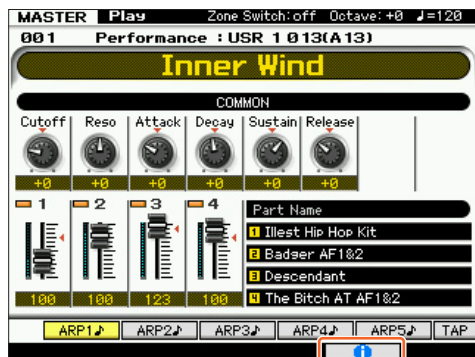 MASTER Play Zone Switch:off Octave:+0 ♩=120
001 Performance :USR 1 013(A13)
Inner Wind
COMMON
Cutoff Reso Attack Decay Sustain Release
+0 +0 +0 +0 +0 +0
1 2 3 4
Part Name
1 Illest Hip Hop Kit
2 Badger AF1&2
3 Descendant
4 The Bitch AT AF1&2
100 100 123 100
ARP1♪ ARP2♪ ARP3♪ ARP4♪ ARP5♪ TAP
i